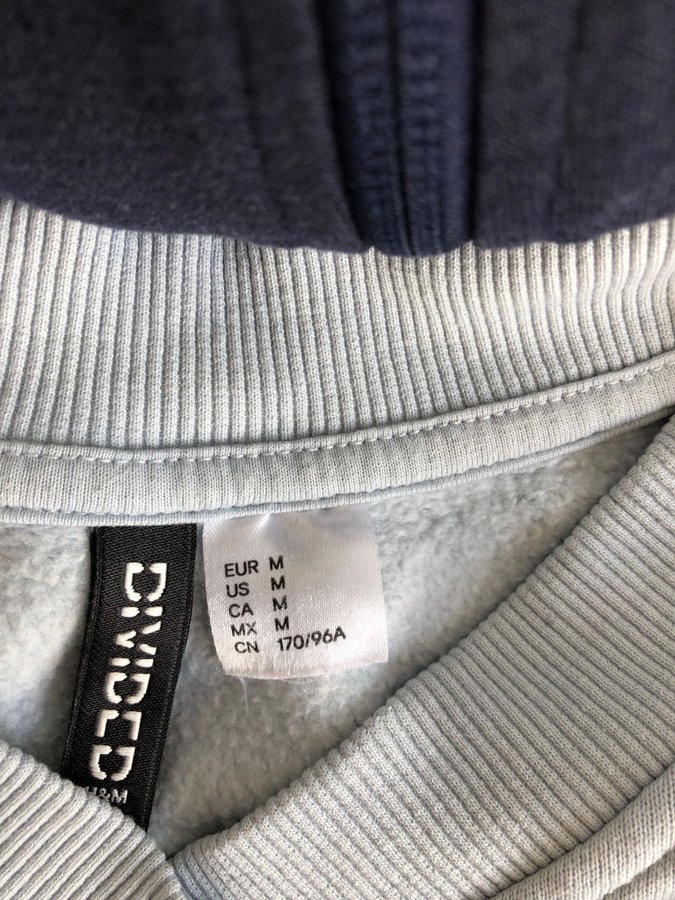 DIVIDED
H&M
EUR M
US M
CA M
MX M
CN 170/96A